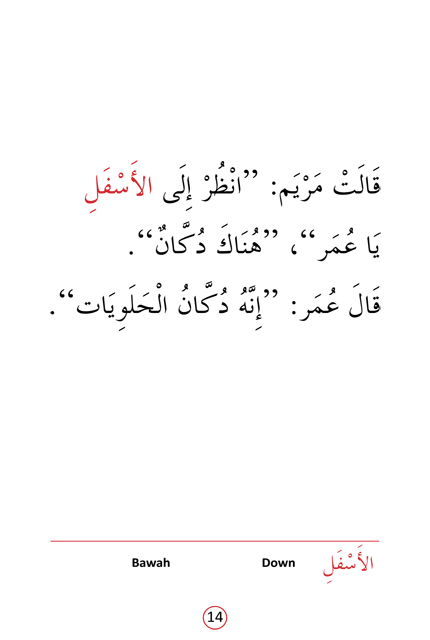 قَالَتْ مَرْيَم: ”انْظُرْ إِلَى الأَسْفَلِ
يَا عُمَر“، ”هُنَاكَ دُكَّانٌ“.
قَالَ عُمَر: ”إِنَّهُ دُكَّانُ الْحَلَوِيَات“.
الأَسْفَلِ Down Bawah
14